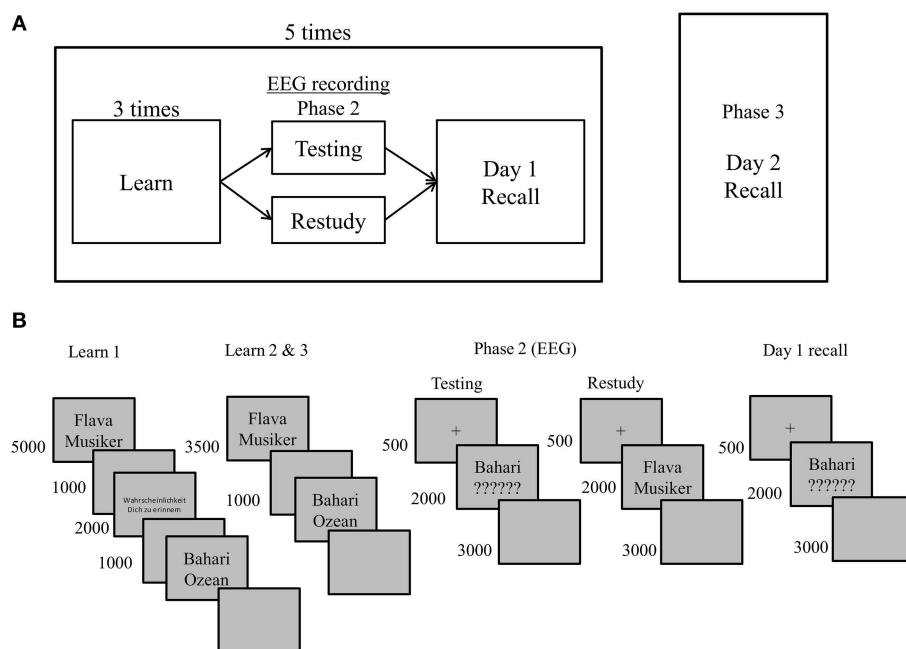 A
5 times
EEG recording
Phase 2
3 times
Learn
Testing
Restudy
Day 1
Recall
Phase 3
Day 2
Recall
B
Learn 1
Learn 2 & 3
Phase 2 (EEG)
Day 1 recall
Testing
Restudy
5000
Flava
Musiker
1000
Wahrscheinlichkeit
Dich zu erinnern
2000
1000
Bahari
Ozean
3500
Flava
Musiker
1000
Bahari
Ozean
500
+
2000
Bahari
??????
3000
500
+
2000
Flava
Musiker
3000
500
+
2000
Bahari
??????
3000